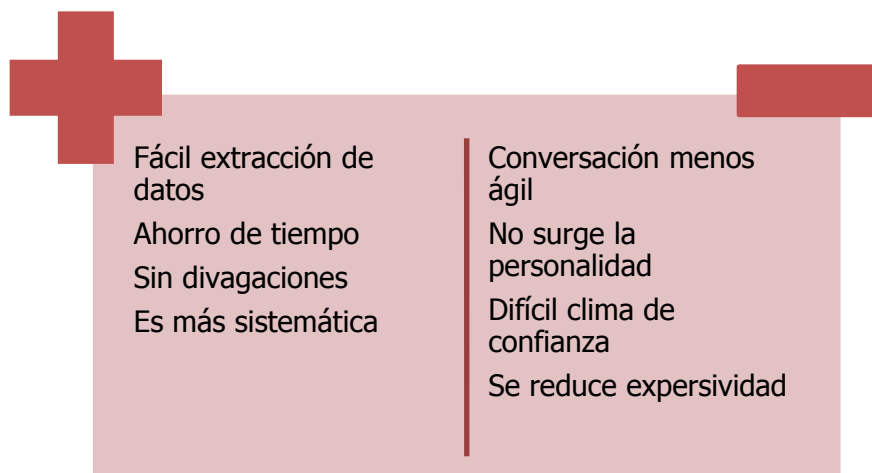 Fácil extracción de
datos
Ahorro de tiempo
Sin divagaciones
Es más sistemática
Conversación menos
ágil
No surge la
personalidad
Difícil clima de
confianza
Se reduce expersividad